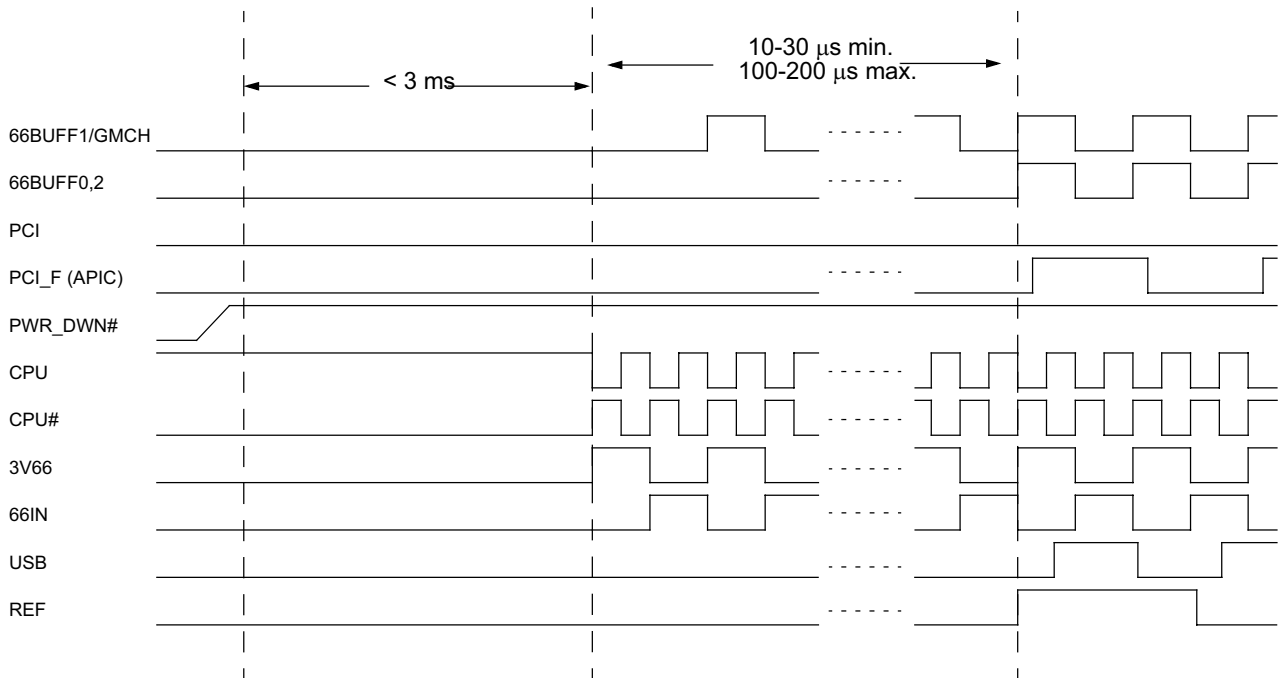 10-30 μs min.
100-200 μs max.
< 3 ms
66BUFF1/GMCH
66BUFF0,2
PCI
PCI_F (APIC)
PWR_DWN#
CPU
CPU#
3V66
66IN
USB
REF